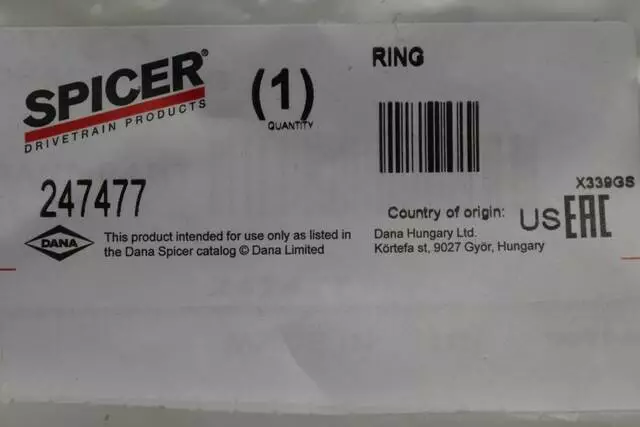 SPICER®
DRIVETRAIN PRODUCTS
(1)
QUANTITY
RING
247477
DANA
This product intended for use only as listed in
the Dana Spicer catalog © Dana Limited
X339GS
Country of origin: US
EAC
Dana Hungary Ltd.
Körtefa st, 9027 Györ, Hungary